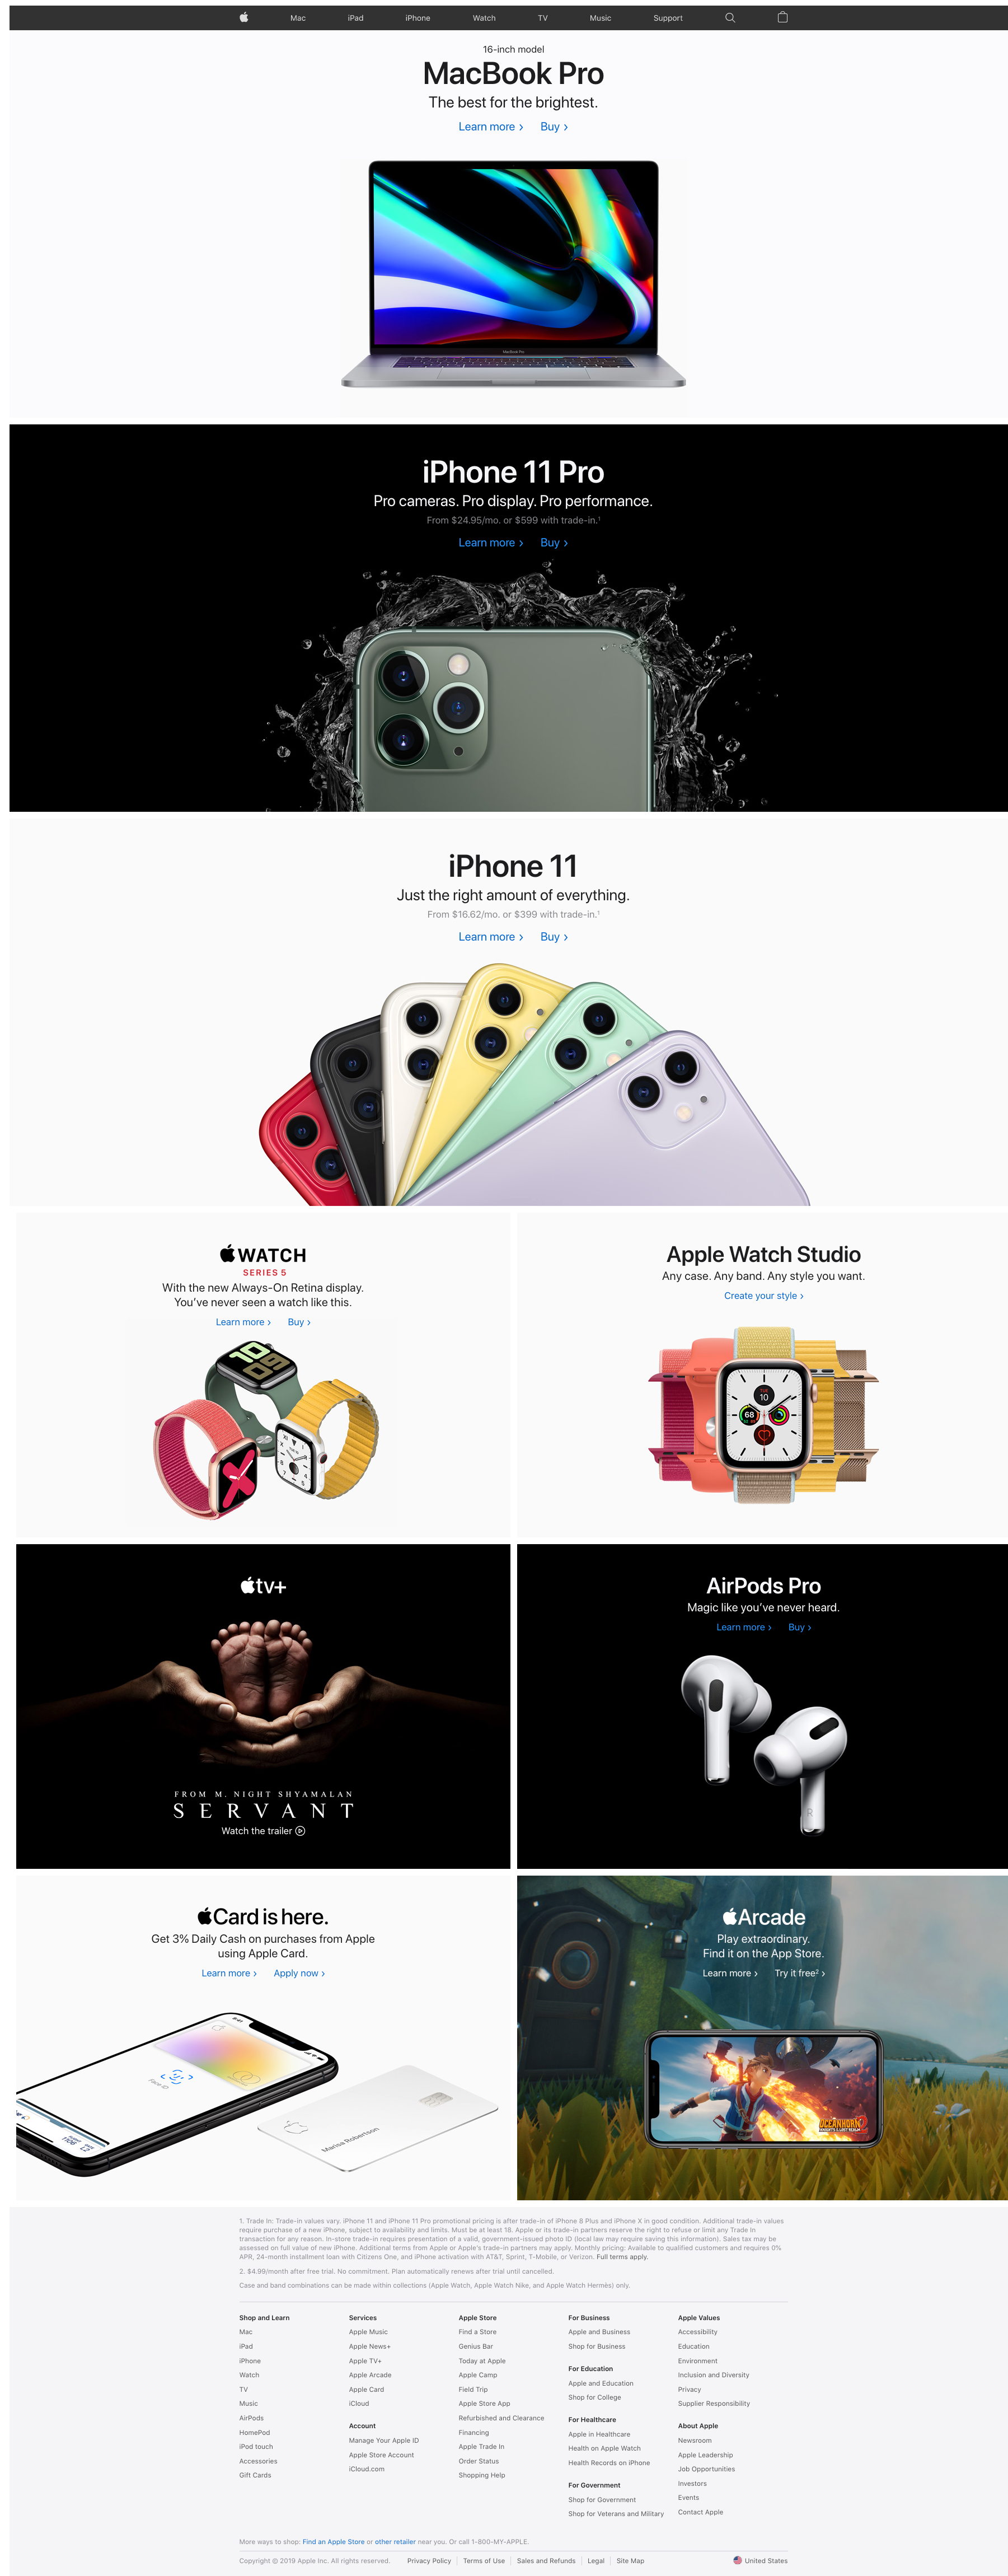 Mac iPad iPhone Watch TV Music Support
16-inch model
MacBook Pro
The best for the brightest.
Learn more › Buy ›
MacBook Pro
iPhone 11 Pro
Pro cameras. Pro display. Pro performance.
From $24.95/mo. or $599 with trade-in.¹
Learn more › Buy ›
iPhone 11
Just the right amount of everything.
From $16.62/mo. or $399 with trade-in.¹
Learn more › Buy ›
WATCH
SERIES 5
With the new Always-On Retina display.
You’ve never seen a watch like this.
Learn more › Buy ›
10
09
Apple Watch Studio
Any case. Any band. Any style you want.
Create your style ›
TUE
10
68
tv+
FROM M. NIGHT SHYAMALAN
SERVANT
Watch the trailer
AirPods Pro
Magic like you’ve never heard.
Learn more › Buy ›
R
Card is here.
Get 3% Daily Cash on purchases from Apple
using Apple Card.
Learn more › Apply now ›
9:41
Face ID
Marisa Robertson
Arcade
Play extraordinary.
Find it on the App Store.
Learn more › Try it free² ›
OCEANHORN 2
KNIGHTS OF THE LOST REALM
1. Trade In: Trade-in values vary. iPhone 11 and iPhone 11 Pro promotional pricing is after trade-in of iPhone 8 Plus and iPhone X in good condition. Additional trade-in values
require purchase of a new iPhone, subject to availability and limits. Must be at least 18. Apple or its trade-in partners reserve the right to refuse or limit any Trade In
transaction for any reason. In-store trade-in requires presentation of a valid, government-issued photo ID (local law may require saving this information). Sales tax may be
assessed on full value of new iPhone. Additional terms from Apple or Apple’s trade-in partners may apply. Monthly pricing: Available to qualified customers and requires 0%
APR, 24-month installment loan with Citizens One, and iPhone activation with AT&T, Sprint, T-Mobile, or Verizon. Full terms apply.
2. $4.99/month after free trial. No commitment. Plan automatically renews after trial until cancelled.
Case and band combinations can be made within collections (Apple Watch, Apple Watch Nike, and Apple Watch Hermès) only.
Shop and Learn
Mac
iPad
iPhone
Watch
TV
Music
AirPods
HomePod
iPod touch
Accessories
Gift Cards
Services
Apple Music
Apple News+
Apple TV+
Apple Arcade
Apple Card
iCloud
Account
Manage Your Apple ID
Apple Store Account
iCloud.com
Apple Store
Find a Store
Genius Bar
Today at Apple
Apple Camp
Field Trip
Apple Store App
Refurbished and Clearance
Financing
Apple Trade In
Order Status
Shopping Help
For Business
Apple and Business
Shop for Business
For Education
Apple and Education
Shop for College
For Healthcare
Apple in Healthcare
Health on Apple Watch
Health Records on iPhone
For Government
Shop for Government
Shop for Veterans and Military
Apple Values
Accessibility
Education
Environment
Inclusion and Diversity
Privacy
Supplier Responsibility
About Apple
Newsroom
Apple Leadership
Job Opportunities
Investors
Events
Contact Apple
More ways to shop: Find an Apple Store or other retailer near you. Or call 1-800-MY-APPLE.
Copyright © 2019 Apple Inc. All rights reserved. Privacy Policy | Terms of Use | Sales and Refunds | Legal | Site Map United States